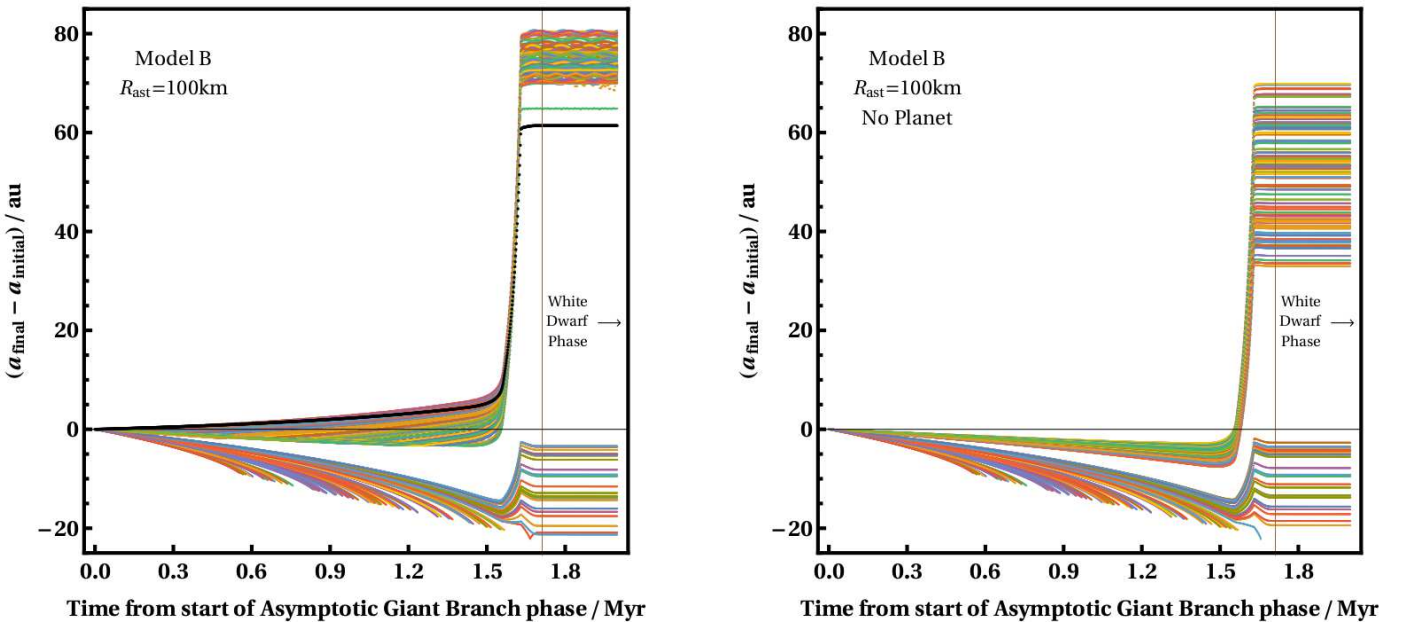 80
60
40
20
0
−20
(a_final − a_initial) / au
Model B
R_ast=100km
White
Dwarf →
Phase
0.0 0.3 0.6 0.9 1.2 1.5 1.8
Time from start of Asymptotic Giant Branch phase / Myr
80
60
40
20
0
−20
(a_final − a_initial) / au
Model B
R_ast=100km
No Planet
White
Dwarf →
Phase
0.0 0.3 0.6 0.9 1.2 1.5 1.8
Time from start of Asymptotic Giant Branch phase / Myr